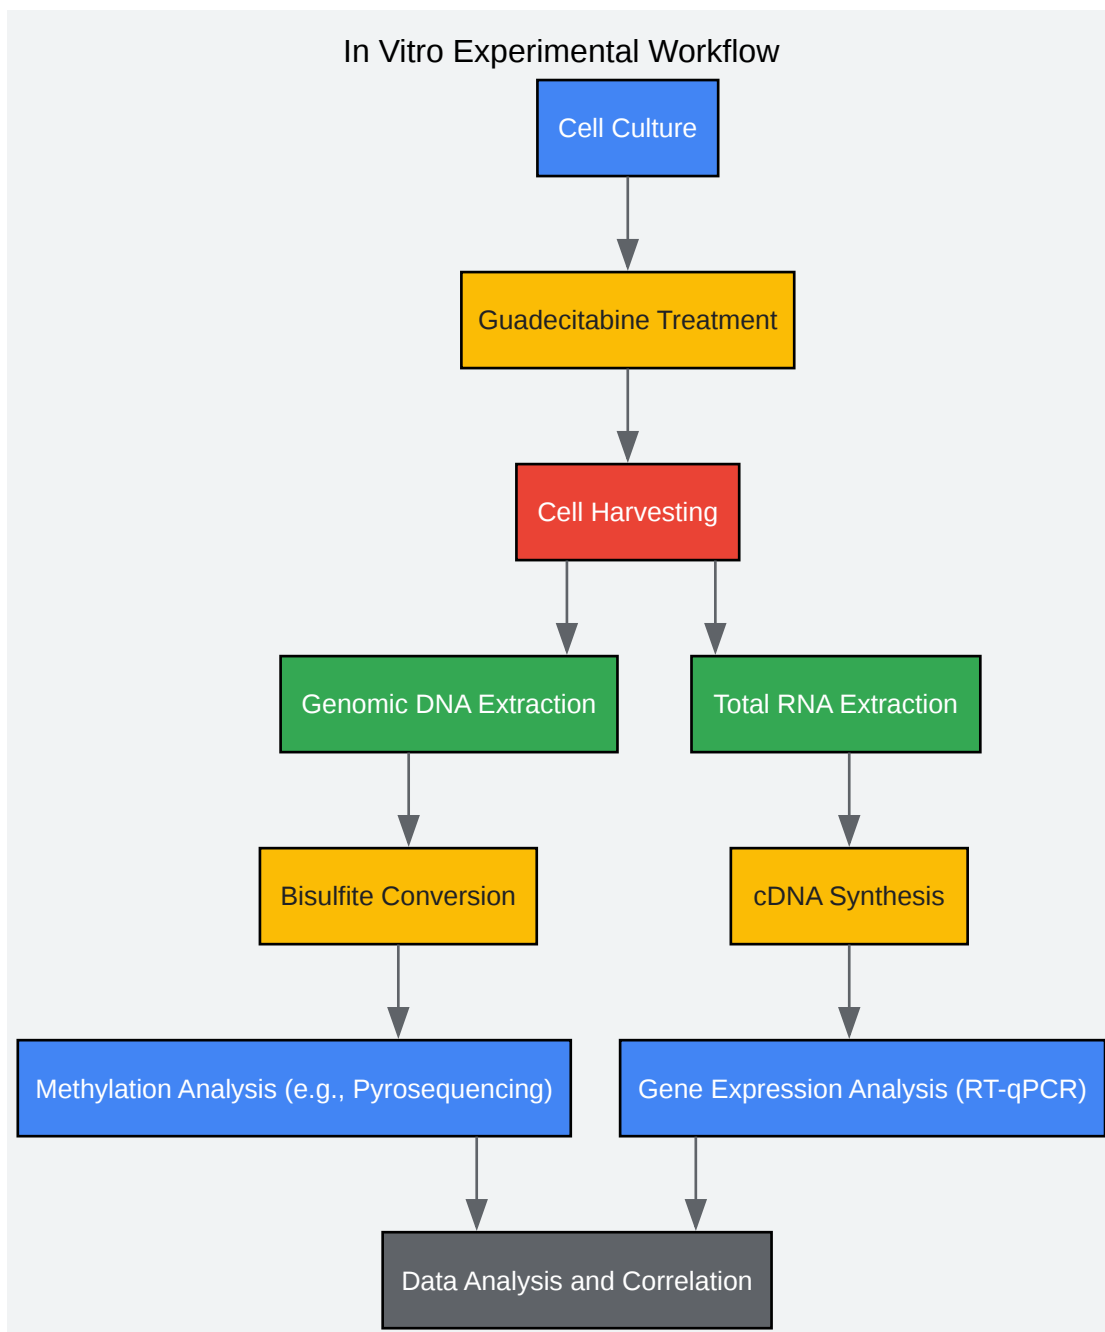 In Vitro Experimental Workflow
Cell Culture
Guadecitabine Treatment
Cell Harvesting
Genomic DNA Extraction
Total RNA Extraction
Bisulfite Conversion
cDNA Synthesis
Methylation Analysis (e.g., Pyrosequencing)
Gene Expression Analysis (RT-qPCR)
Data Analysis and Correlation